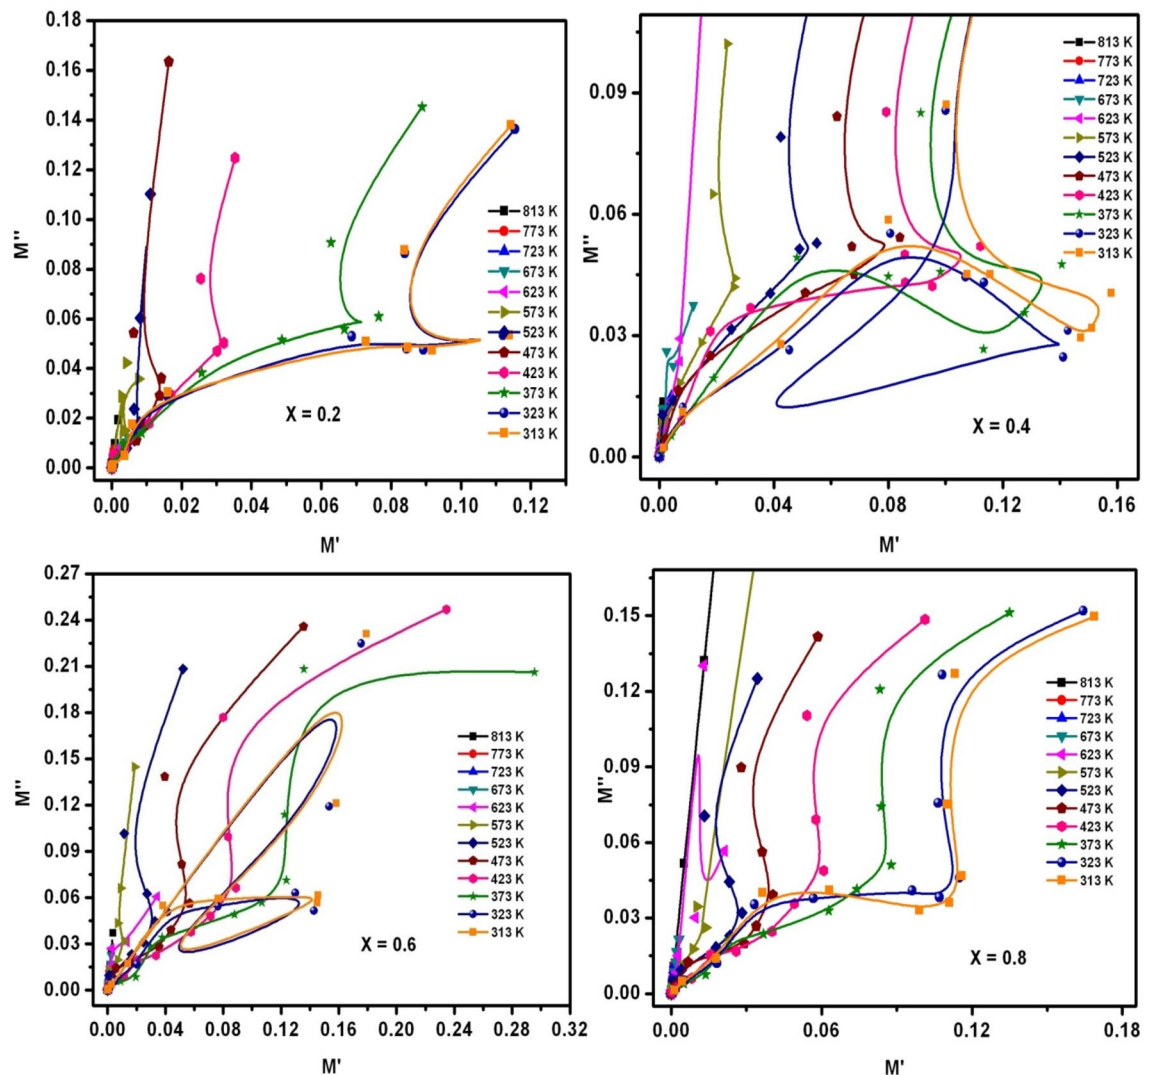 0.18
0.16
0.14
0.12
0.10
0.08
0.06
0.04
0.02
0.00
M''
0.00 0.02 0.04 0.06 0.08 0.10 0.12
M'
813 K
773 K
723 K
673 K
623 K
573 K
523 K
473 K
423 K
373 K
323 K
313 K
X = 0.2
0.09
0.06
0.03
0.00
M''
0.00 0.04 0.08 0.12 0.16
M'
813 K
773 K
723 K
673 K
623 K
573 K
523 K
473 K
423 K
373 K
323 K
313 K
X = 0.4
0.27
0.24
0.21
0.18
0.15
0.12
0.09
0.06
0.03
0.00
M''
0.00 0.04 0.08 0.12 0.16 0.20 0.24 0.28 0.32
M'
813 K
773 K
723 K
673 K
623 K
573 K
523 K
473 K
423 K
373 K
323 K
313 K
X = 0.6
0.15
0.12
0.09
0.06
0.03
0.00
M''
0.00 0.06 0.12 0.18
M'
813 K
773 K
723 K
673 K
623 K
573 K
523 K
473 K
423 K
373 K
323 K
313 K
X = 0.8